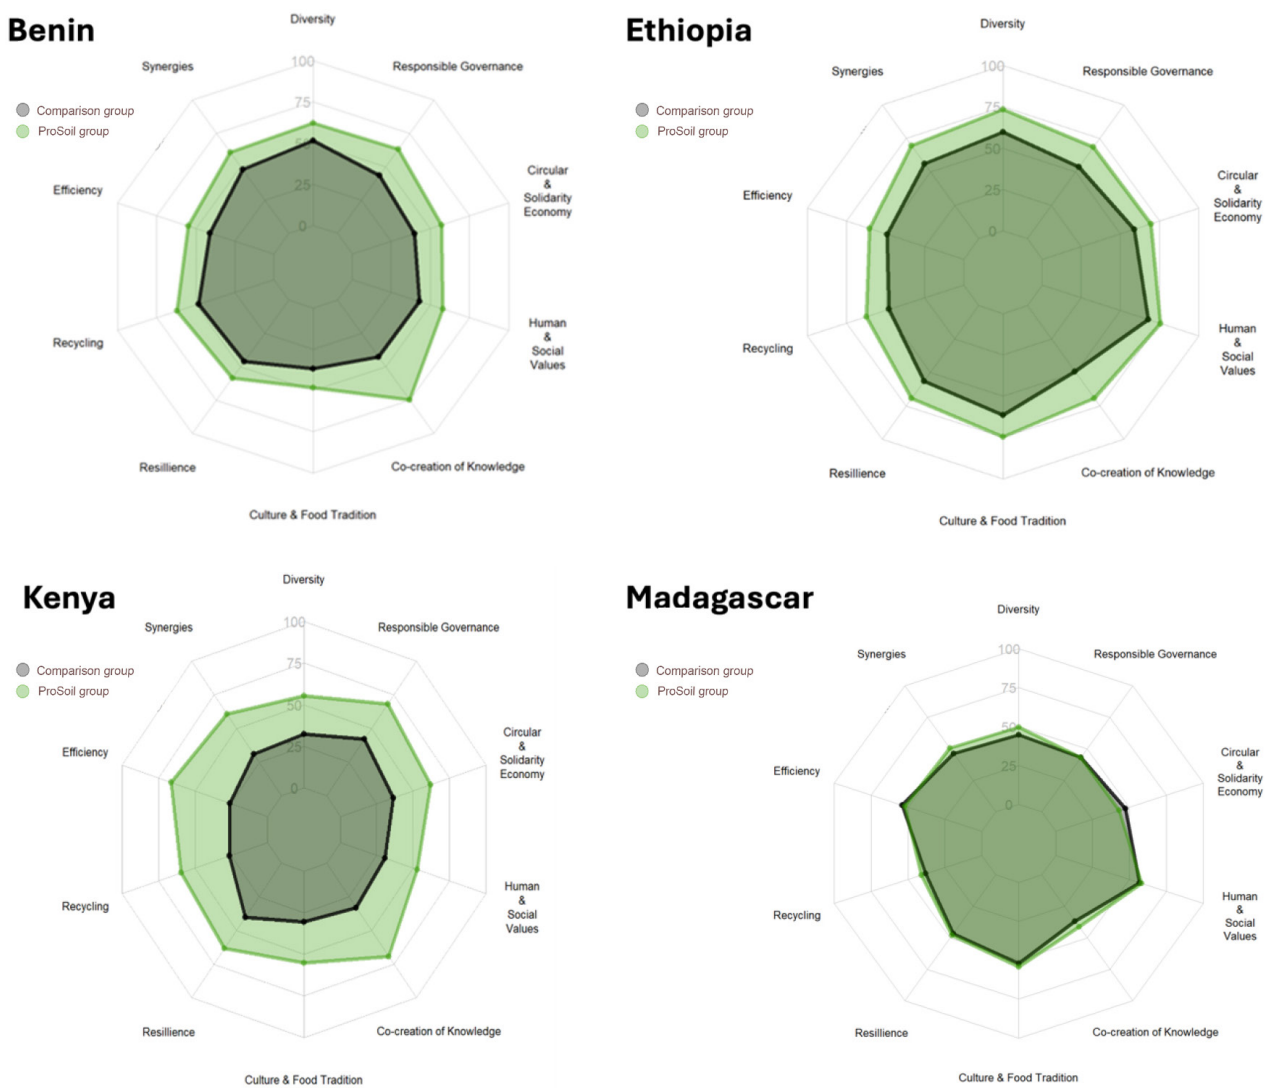 Benin
Diversity
Synergies
Responsible Governance
Comparison group
ProSoil group
100
75
50
25
0
Efficiency
Circular
&
Solidarity
Economy
Recycling
Human
&
Social
Values
Resillience
Co-creation of Knowledge
Culture & Food Tradition
Ethiopia
Diversity
Synergies
Responsible Governance
Comparison group
ProSoil group
100
75
50
25
0
Efficiency
Circular
&
Solidarity
Economy
Recycling
Human
&
Social
Values
Resillience
Co-creation of Knowledge
Culture & Food Tradition
Kenya
Diversity
Synergies
Responsible Governance
Comparison group
ProSoil group
100
75
50
25
0
Efficiency
Circular
&
Solidarity
Economy
Recycling
Human
&
Social
Values
Resillience
Co-creation of Knowledge
Culture & Food Tradition
Madagascar
Diversity
Synergies
Responsible Governance
Comparison group
ProSoil group
100
75
50
25
0
Efficiency
Circular
&
Solidarity
Economy
Recycling
Human
&
Social
Values
Resillience
Co-creation of Knowledge
Culture & Food Tradition